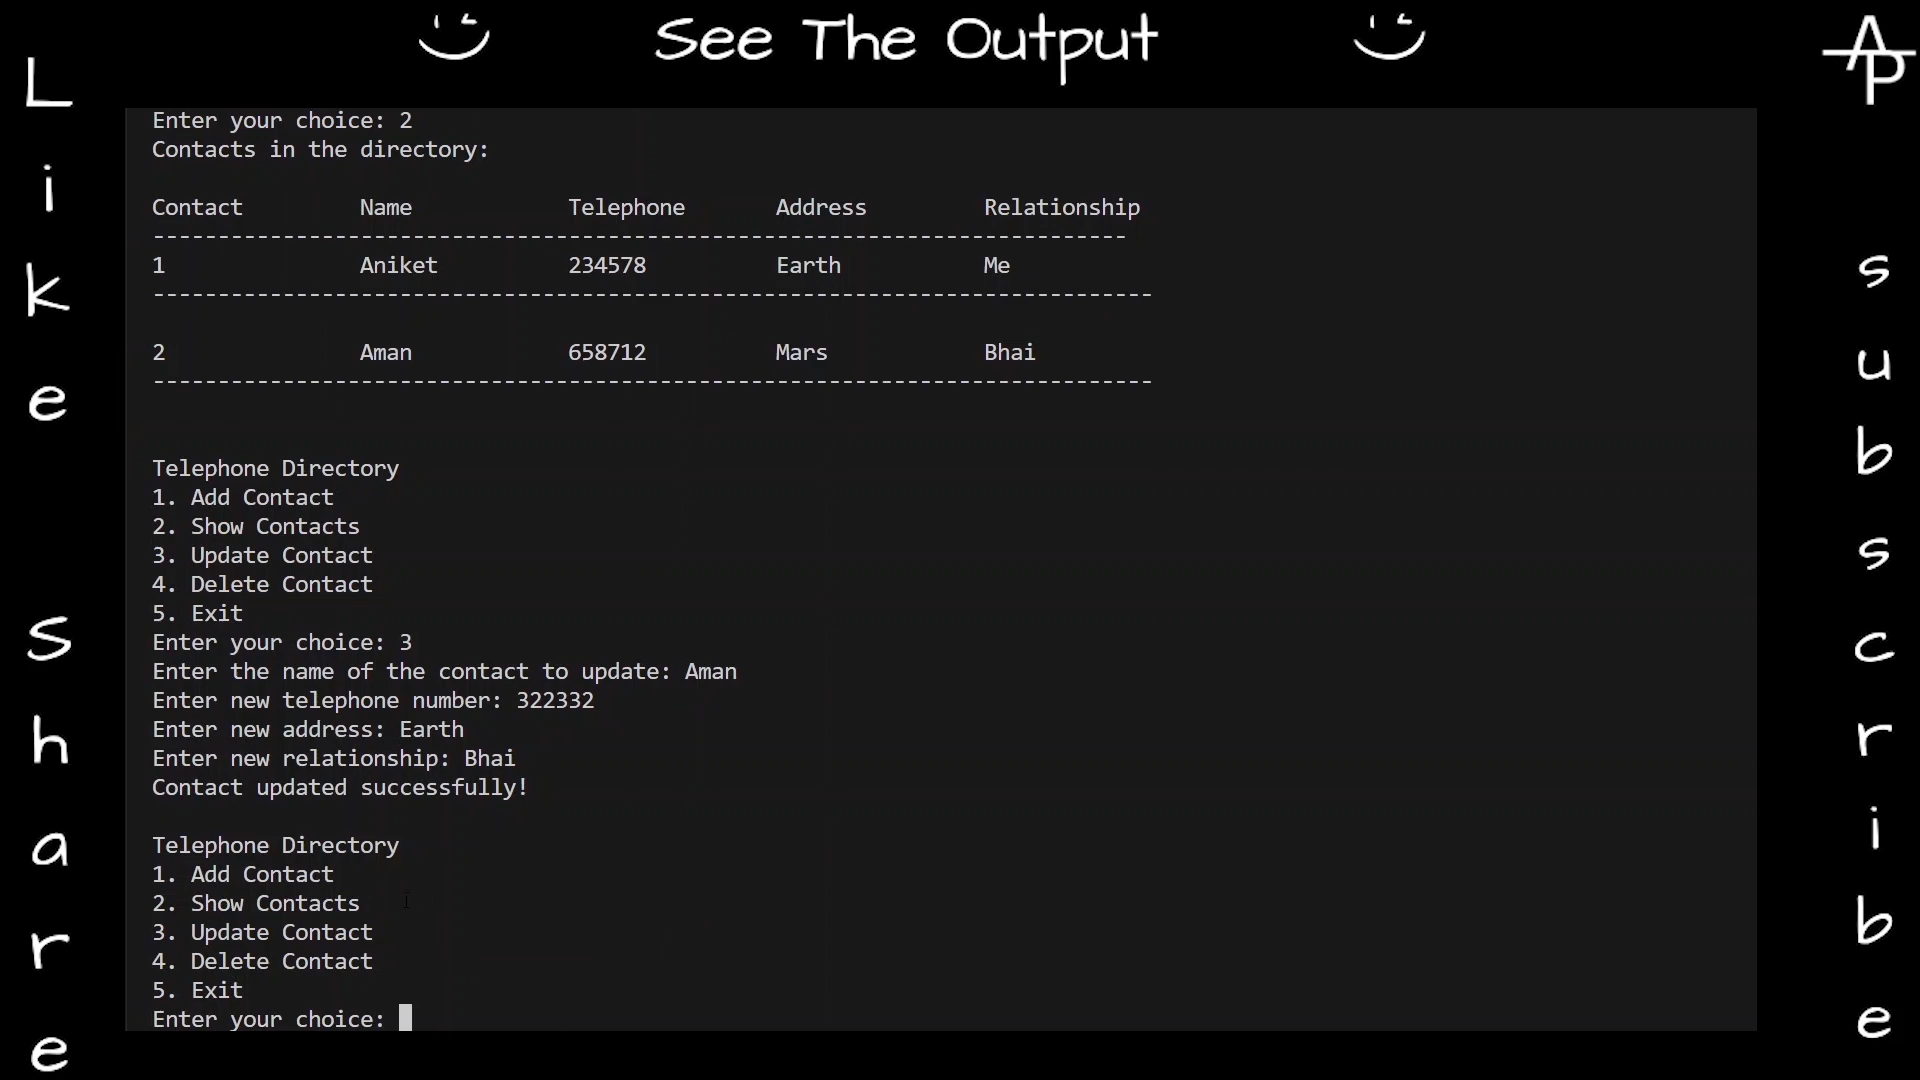 See The Output
AP
Like Share
subscribe
Enter your choice: 2
Contacts in the directory:
Contact Name Telephone Address Relationship
---------------------------------------------------------------------------
1 Aniket 234578 Earth Me
-----------------------------------------------------------------------------
2 Aman 658712 Mars Bhai
-----------------------------------------------------------------------------
Telephone Directory
1. Add Contact
2. Show Contacts
3. Update Contact
4. Delete Contact
5. Exit
Enter your choice: 3
Enter the name of the contact to update: Aman
Enter new telephone number: 322332
Enter new address: Earth
Enter new relationship: Bhai
Contact updated successfully!
Telephone Directory
1. Add Contact
2. Show Contacts
3. Update Contact
4. Delete Contact
5. Exit
Enter your choice: